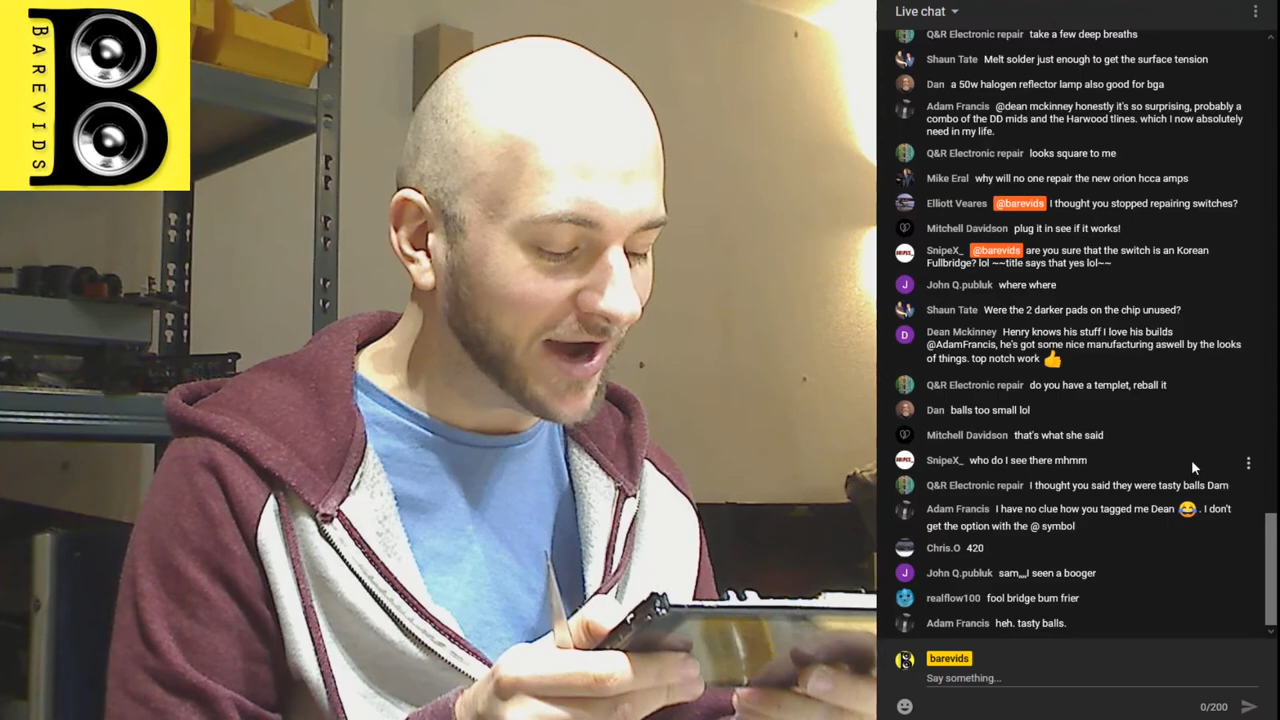 BAREVIDS
Live chat
Q&R Electronic repair take a few deep breaths
Shaun Tate Melt solder just enough to get the surface tension
Dan a 50w halogen reflector lamp also good for bga
Adam Francis @dean mckinney honestly it's so surprising, probably a
combo of the DD mids and the Harwood tlines. which I now absolutely
need in my life.
Q&R Electronic repair looks square to me
Mike Eral why will no one repair the new orion hcca amps
Elliott Veares @barevids I thought you stopped repairing switches?
Mitchell Davidson plug it in see if it works!
SnipeX_ @barevids are you sure that the switch is an Korean
Fullbridge? lol ~~title says that yes lol~~
J John Q.publuk where where
Shaun Tate Were the 2 darker pads on the chip unused?
D Dean Mckinney Henry knows his stuff I love his builds
@AdamFrancis, he's got some nice manufacturing aswell by the looks
of things. top notch work 👍
Q&R Electronic repair do you have a templet, reball it
Dan balls too small lol
Mitchell Davidson that's what she said
SnipeX_ who do I see there mhmm
Q&R Electronic repair I thought you said they were tasty balls Dam
Adam Francis I have no clue how you tagged me Dean 😂 . I don't
get the option with the @ symbol
Chris.O 420
J John Q.publuk sam,,,,I seen a booger
realflow100 fool bridge bum frier
Adam Francis heh. tasty balls.
barevids
Say something...
0/200